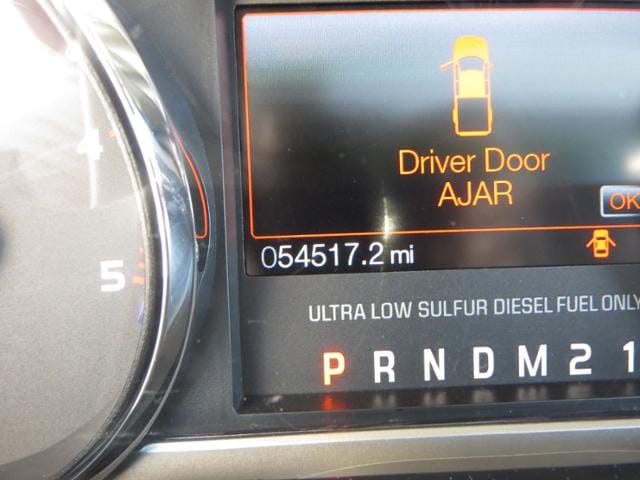 4
5
Driver Door
AJAR
OK
054517.2 mi
ULTRA LOW SULFUR DIESEL FUEL ONLY
P R N D M 2 1